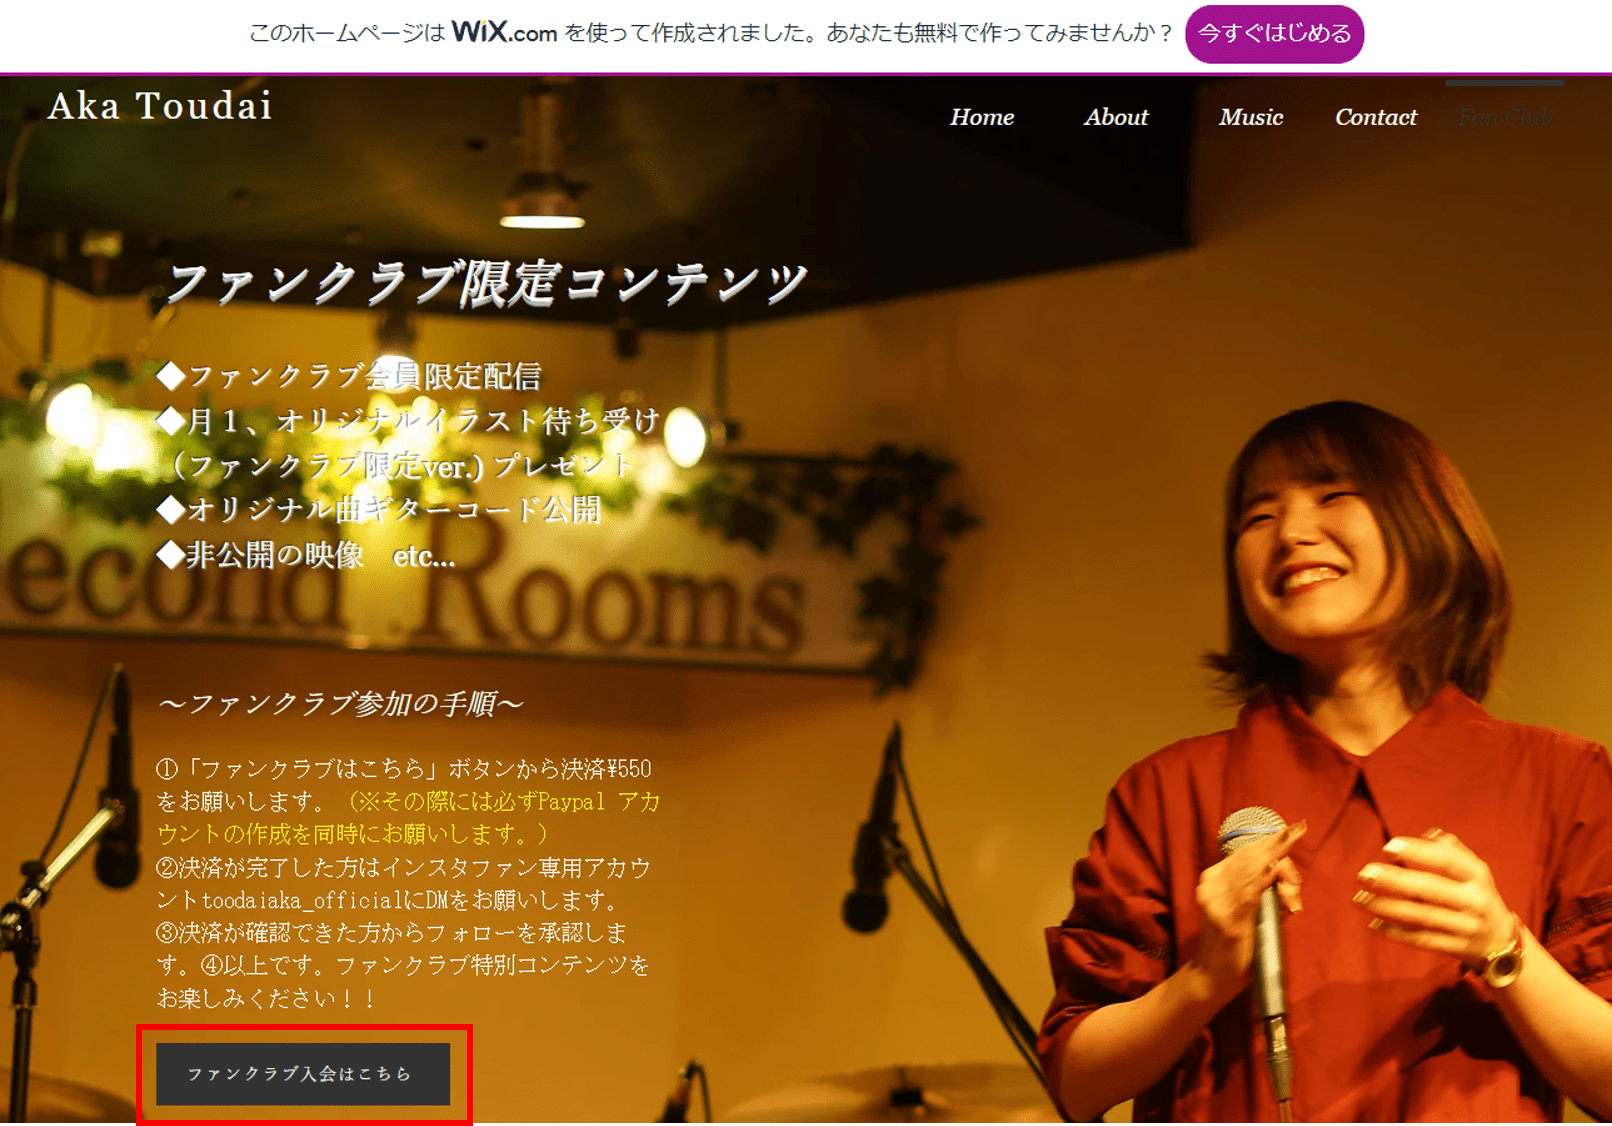 このホームページは WiX.com を使って作成されました。あなたも無料で作ってみませんか？ 今すぐはじめる
Aka Toudai
Home About Music Contact Fan Club
ファンクラブ限定コンテンツ
◆ファンクラブ会員限定配信
◆月１、オリジナルイラスト待ち受け
（ファンクラブ限定ver.) プレゼント
◆オリジナル曲ギターコード公開
◆非公開の映像　etc...
econd Rooms
～ファンクラブ参加の手順～
①「ファンクラブはこちら」ボタンから決済¥550
をお願いします。（※その際には必ずPaypal アカ
ウントの作成を同時にお願いします。）
②決済が完了した方はインスタファン専用アカウ
ントtoodaiaka_officialにDMをお願いします。
③決済が確認できた方からフォローを承認しま
す。④以上です。ファンクラブ特別コンテンツを
お楽しみください！！
ファンクラブ入会はこちら